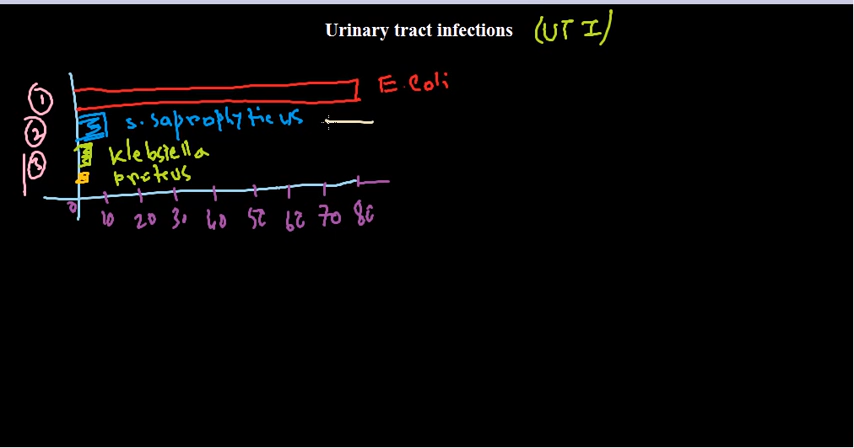 Urinary tract infections (UTI)
1 E.coli
2 s. saprophyticus
3 klebsiella
proteus
0 10 20 30 40 50 60 70 80